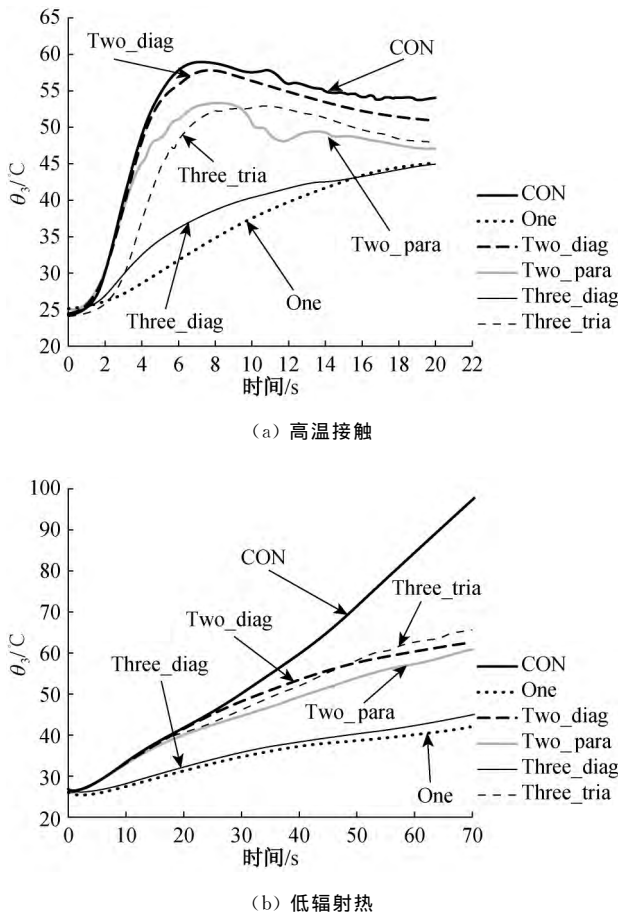 65
60
55
50
45
40
35
30
25
20
θ₃/℃
0 2 4 6 8 10 12 14 16 18 20 22
时间/s
Two_diag
CON
Three_tria
Two_para
One
Three_diag
CON
One
Two_diag
Two_para
Three_diag
Three_tria
(a) 高温接触
100
90
80
70
60
50
40
30
20
θ₃/℃
0 10 20 30 40 50 60 70
时间/s
CON
Three_tria
Two_diag
Three_diag
Two_para
One
CON
One
Two_diag
Two_para
Three_diag
Three_tria
(b) 低辐射热